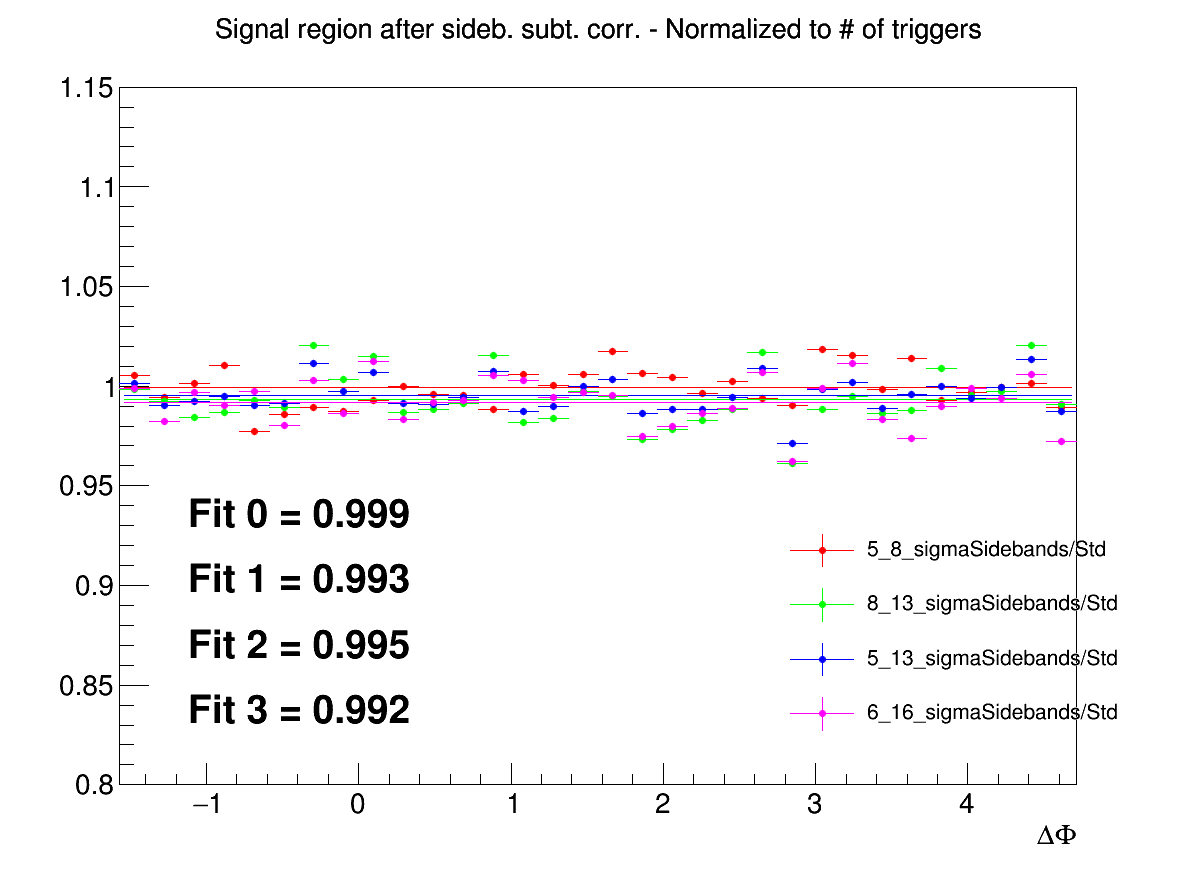 Signal region after sideb. subt. corr. - Normalized to # of triggers
1.15
1.1
1.05
1
0.95
0.9
0.85
0.8
Fit 0 = 0.999
Fit 1 = 0.993
Fit 2 = 0.995
Fit 3 = 0.992
5_8_sigmaSidebands/Std
8_13_sigmaSidebands/Std
5_13_sigmaSidebands/Std
6_16_sigmaSidebands/Std
−1 0 1 2 3 4
ΔΦ